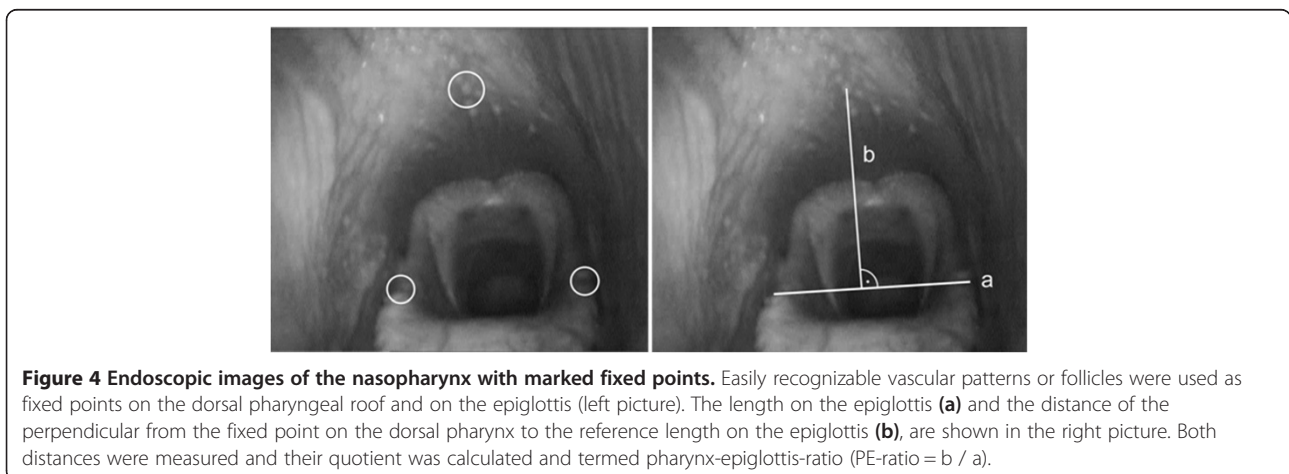 b
a
Figure 4 Endoscopic images of the nasopharynx with marked fixed points. Easily recognizable vascular patterns or follicles were used as
fixed points on the dorsal pharyngeal roof and on the epiglottis (left picture). The length on the epiglottis (a) and the distance of the
perpendicular from the fixed point on the dorsal pharynx to the reference length on the epiglottis (b), are shown in the right picture. Both
distances were measured and their quotient was calculated and termed pharynx-epiglottis-ratio (PE-ratio = b / a).